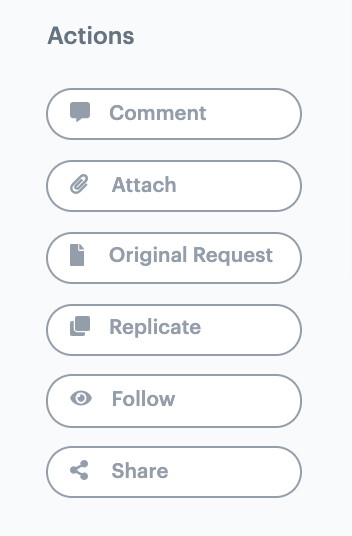 Actions
Comment
Attach
Original Request
Replicate
Follow
Share